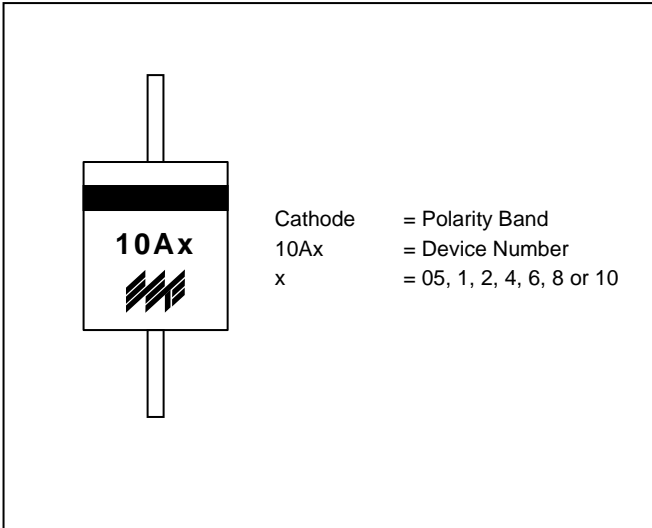 10Ax
Cathode = Polarity Band
10Ax = Device Number
x = 05, 1, 2, 4, 6, 8 or 10